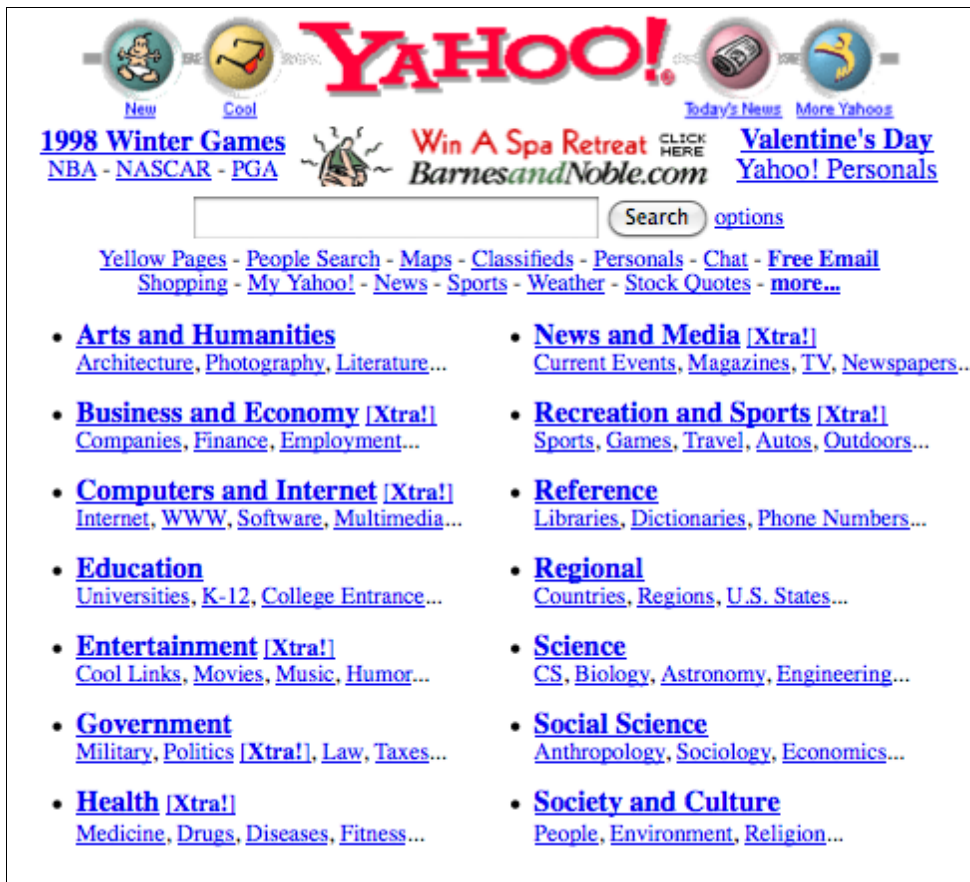 YAHOO!
New Cool Today's News More Yahoos
1998 Winter Games
NBA - NASCAR - PGA
Win A Spa Retreat CLICK HERE
BarnesandNoble.com
Valentine's Day
Yahoo! Personals
Search options
Yellow Pages - People Search - Maps - Classifieds - Personals - Chat - Free Email
Shopping - My Yahoo! - News - Sports - Weather - Stock Quotes - more...
• Arts and Humanities
Architecture, Photography, Literature...
• Business and Economy [Xtra!]
Companies, Finance, Employment...
• Computers and Internet [Xtra!]
Internet, WWW, Software, Multimedia...
• Education
Universities, K-12, College Entrance...
• Entertainment [Xtra!]
Cool Links, Movies, Music, Humor...
• Government
Military, Politics [Xtra!], Law, Taxes...
• Health [Xtra!]
Medicine, Drugs, Diseases, Fitness...
• News and Media [Xtra!]
Current Events, Magazines, TV, Newspapers...
• Recreation and Sports [Xtra!]
Sports, Games, Travel, Autos, Outdoors...
• Reference
Libraries, Dictionaries, Phone Numbers...
• Regional
Countries, Regions, U.S. States...
• Science
CS, Biology, Astronomy, Engineering...
• Social Science
Anthropology, Sociology, Economics...
• Society and Culture
People, Environment, Religion...